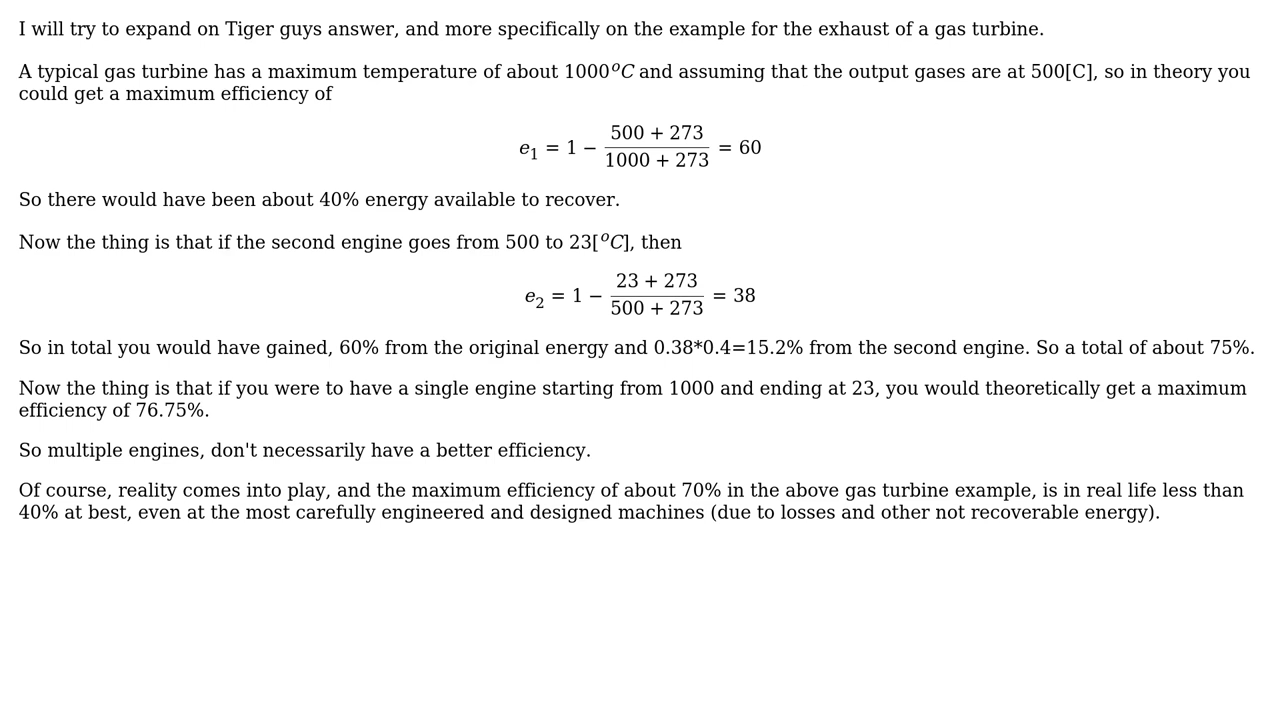 I will try to expand on Tiger guys answer, and more specifically on the example for the exhaust of a gas turbine.
A typical gas turbine has a maximum temperature of about 1000°C and assuming that the output gases are at 500[C], so in theory you
could get a maximum efficiency of
e₁ = 1 − (500 + 273)/(1000 + 273) = 60
So there would have been about 40% energy available to recover.
Now the thing is that if the second engine goes from 500 to 23[°C], then
e₂ = 1 − (23 + 273)/(500 + 273) = 38
So in total you would have gained, 60% from the original energy and 0.38*0.4=15.2% from the second engine. So a total of about 75%.
Now the thing is that if you were to have a single engine starting from 1000 and ending at 23, you would theoretically get a maximum
efficiency of 76.75%.
So multiple engines, don't necessarily have a better efficiency.
Of course, reality comes into play, and the maximum efficiency of about 70% in the above gas turbine example, is in real life less than
40% at best, even at the most carefully engineered and designed machines (due to losses and other not recoverable energy).